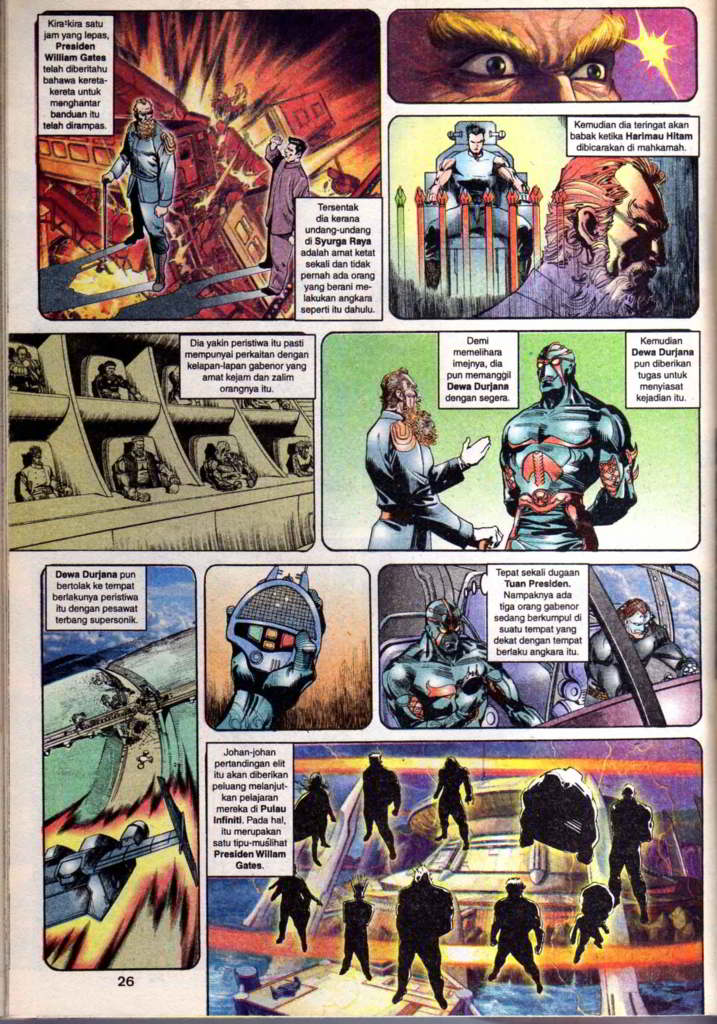 Kira-kira satu
jam yang lepas,
Presiden
William Gates
telah diberitahu
bahawa kereta-
kereta untuk
menghantar
banduan itu
telah dirampas.
Tersentak
dia kerana
undang-undang
di Syurga Raya
adalah amat ketat
sekali dan tidak
pernah ada orang
yang berani me-
lakukan angkara
seperti itu dahulu.
Kemudian dia teringat akan
babak ketika Harimau Hitam
dibicarakan di mahkamah.
Dia yakin peristiwa itu pasti
mempunyai perkaitan dengan
kelapan-lapan gabenor yang
amat kejam dan zalim
orangnya itu.
Demi
memelihara
imejnya, dia
pun memanggil
Dewa Durjana
dengan segera.
Kemudian
Dewa Durjana
pun diberikan
tugas untuk
menyiasat
kejadian itu.
Dewa Durjana pun
bertolak ke tempat
berlakunya peristiwa
itu dengan pesawat
terbang supersonik.
Tepat sekali dugaan
Tuan Presiden.
Nampaknya ada
tiga orang gabenor
sedang berkumpul di
suatu tempat yang
dekat dengan tempat
berlaku angkara itu.
Johan-johan
pertandingan elit
itu akan diberikan
peluang melanjut-
kan pelajaran
mereka di Pulau
Infiniti. Pada hal,
itu merupakan
satu tipu-muslihat
Presiden Willam
Gates.
26